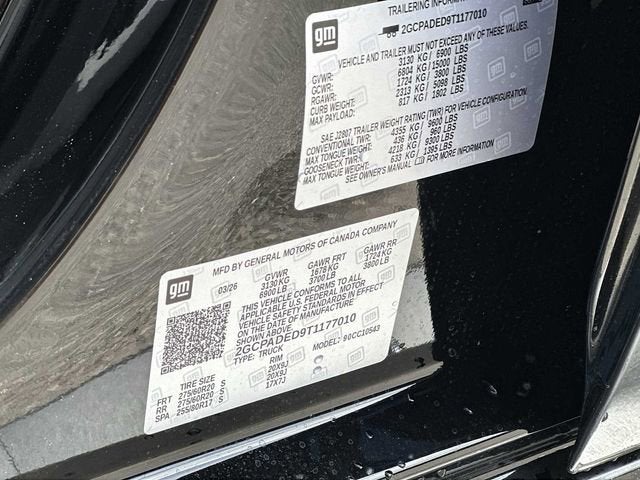 gm
TRAILERING INFORMATION
2GCPADED9T1177010
VEHICLE AND TRAILER MUST NOT EXCEED ANY OF THESE VALUES.
GVWR: 3130 KG / 6900 LBS
GCWR: 6804 KG / 15000 LBS
RGAWR: 1724 KG / 3800 LBS
CURB WEIGHT: 2313 KG / 5098 LBS
MAX PAYLOAD: 817 KG / 1802 LBS
SAE J2807 TRAILER WEIGHT RATING (TWR) FOR VEHICLE CONFIGURATION
CONVENTIONAL TWR: 4355 KG / 9600 LBS
MAX TONGUE WEIGHT: 436 KG / 960 LBS
GOOSENECK TWR: 4218 KG / 9300 LBS
MAX TONGUE WEIGHT: 633 KG / 1395 LBS
SEE OWNER'S MANUAL FOR MORE INFORMATION
gm
MFD BY GENERAL MOTORS OF CANADA COMPANY
03/26 GVWR GAWR FRT GAWR RR
3130 KG 1678 KG 1724 KG
6900 LB 3700 LB 3800 LB
THIS VEHICLE CONFORMS TO ALL
APPLICABLE U.S. FEDERAL MOTOR
VEHICLE SAFETY STANDARDS IN EFFECT
ON THE DATE OF MANUFACTURE
SHOWN ABOVE.
2GCPADED9T1177010
TYPE: TRUCK MODEL: 90CC10543
TIRE SIZE RIM
FRT 275/60R20 S 20X9J
RR 275/60R20 S 20X9J
SPA 255/80R17 S 17X7J